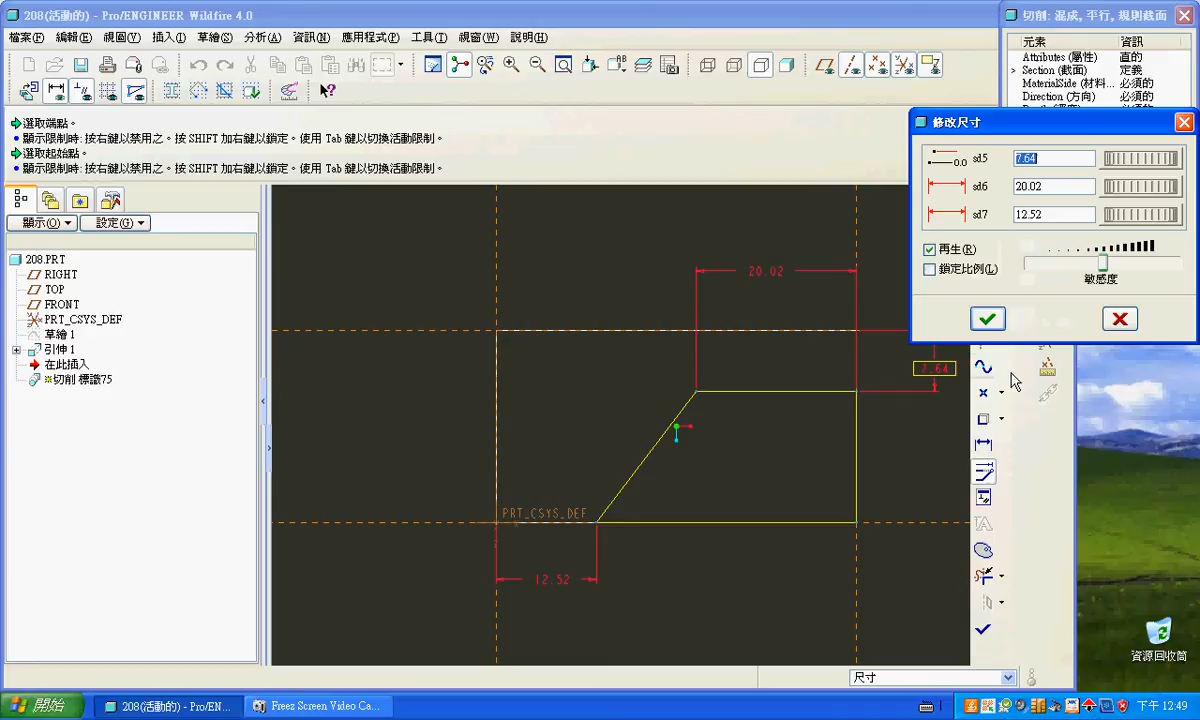 208(活動的) - Pro/ENGINEER Wildfire 4.0
檔案(F) 編輯(E) 視圖(V) 插入(I) 草繪(S) 分析(A) 資訊(N) 應用程式(P) 工具(T) 視窗(W) 說明(H)
選取端點。
顯示限制時: 按右鍵以禁用之。按 SHIFT 加右鍵以鎖定。使用 Tab 鍵以切換活動限制。
選取起始點。
顯示限制時: 按右鍵以禁用之。按 SHIFT 加右鍵以鎖定。使用 Tab 鍵以切換活動限制。
顯示(O) 設定(G)
208.PRT
RIGHT
TOP
FRONT
PRT_CSYS_DEF
草繪 1
引伸 1
在此插入
切削 標識75
20.02
7.64
PRT_CSYS_DEF
12.52
切削: 混成, 平行, 規則截面
元素 資訊
Attributes (屬性) 直的
> Section (截面) 定義
MaterialSide (材料... 必須的
Direction (方向) 必須的
修改尺寸
0.0 sd5 7.64
sd6 20.02
sd7 12.52
再生(R)
鎖定比例(L)
敏感度
尺寸
資源回收筒
開始 208(活動的) - Pro/EN... Freez Screen Video Ca... 下午 12:49